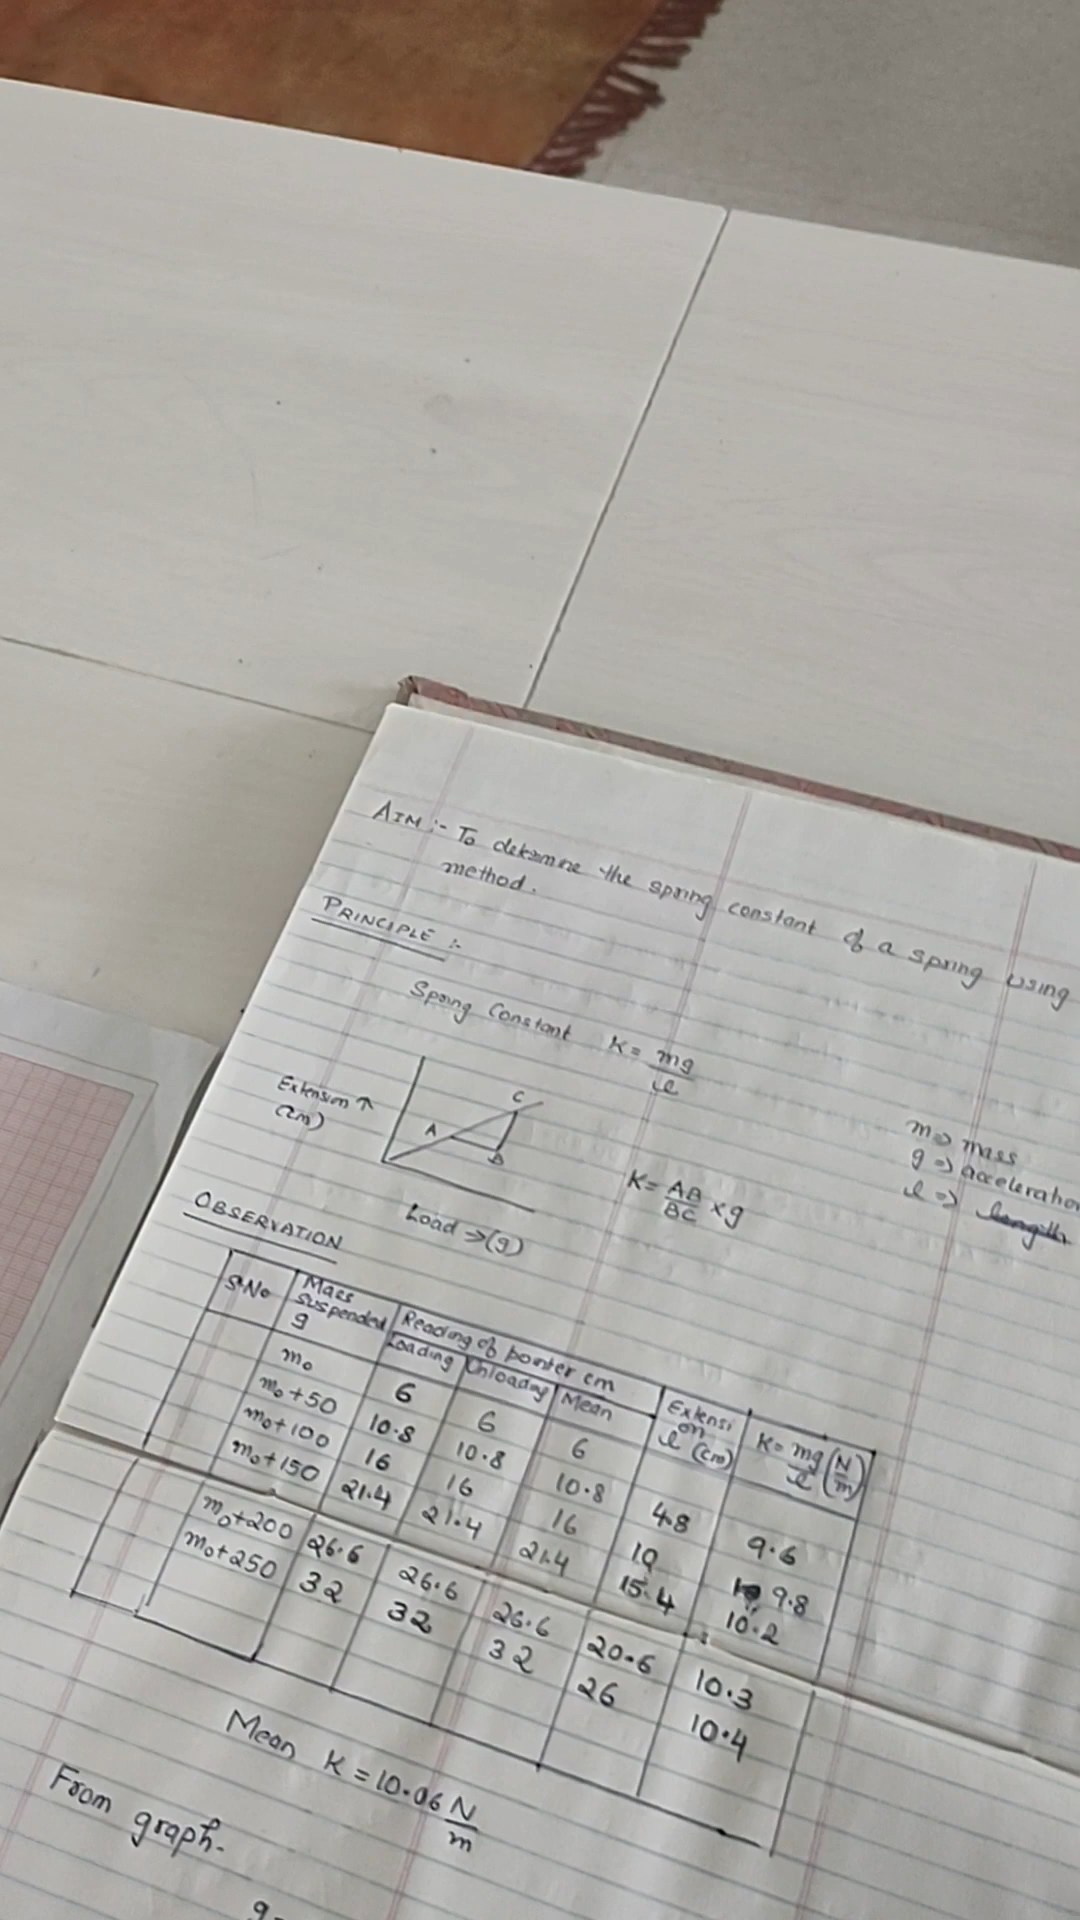 AIM :- To determine the spring constant of a spring using
method.
PRINCIPLE :-
Spring Constant K = mg
l
Extension ↑
(cm)
A
C
B
Load → (g)
K = AB/BC × g
m => mass
g => acceleration
l =>
OBSERVATION
S.No Mass suspended g Reading of pointer cm Extension l (cm) K = mg/l (N/m)
Loading Unloading Mean
m₀ 6 6 6
m₀+50 10.8 10.8 10.8 4.8 9.6
m₀+100 16 16 16 10 9.8
m₀+150 21.4 21.4 21.4 15.4 10.2
m₀+200 26.6 26.6 26.6 20.6 10.3
m₀+250 32 32 32 26 10.4
Mean K = 10.06 N/m
From graph.